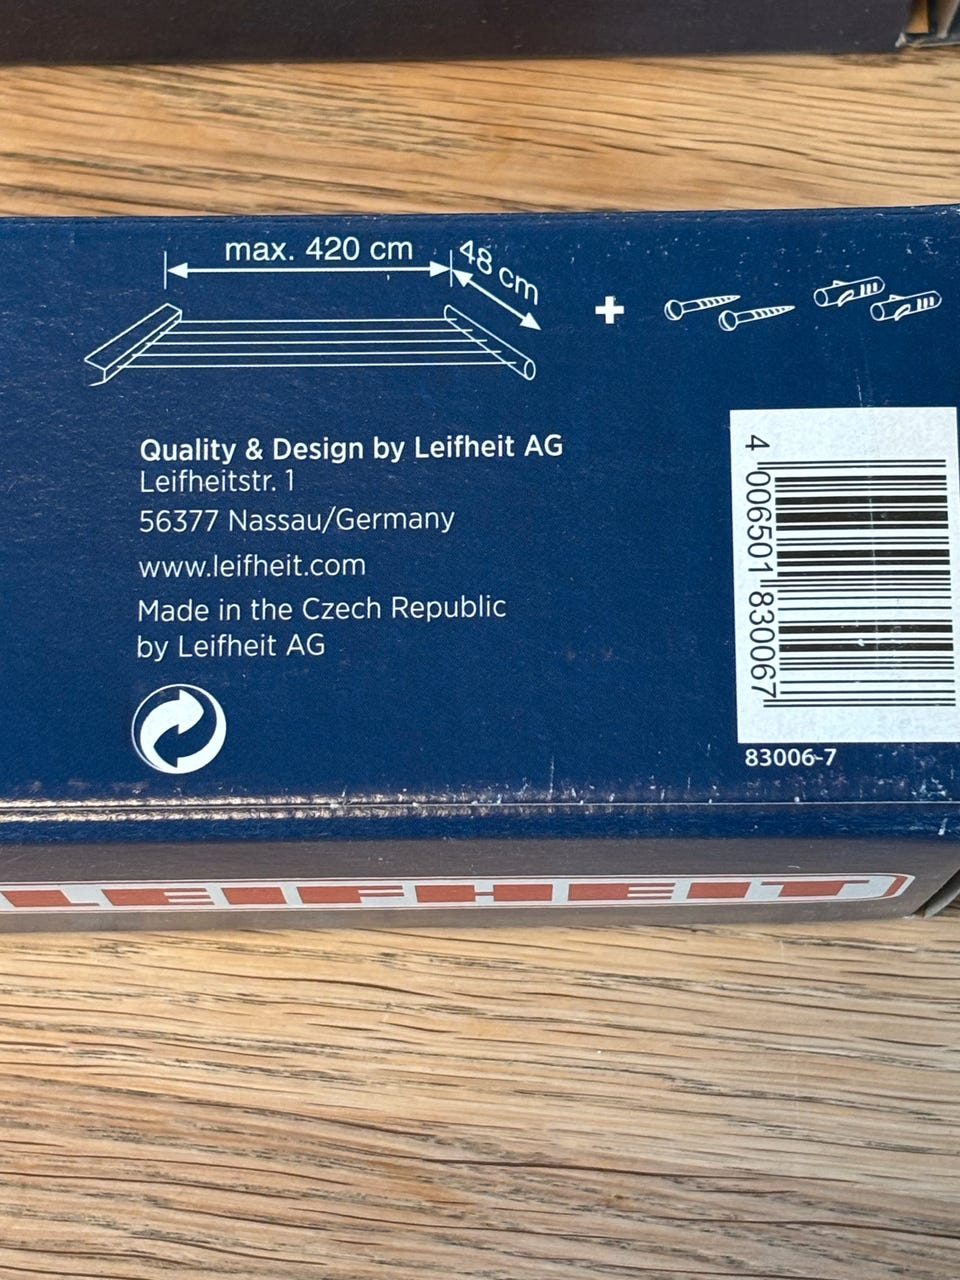 max. 420 cm
48 cm
Quality & Design by Leifheit AG
Leifheitstr. 1
56377 Nassau/Germany
www.leifheit.com
Made in the Czech Republic
by Leifheit AG
4 006501 830067
83006-7
LEIFHEIT